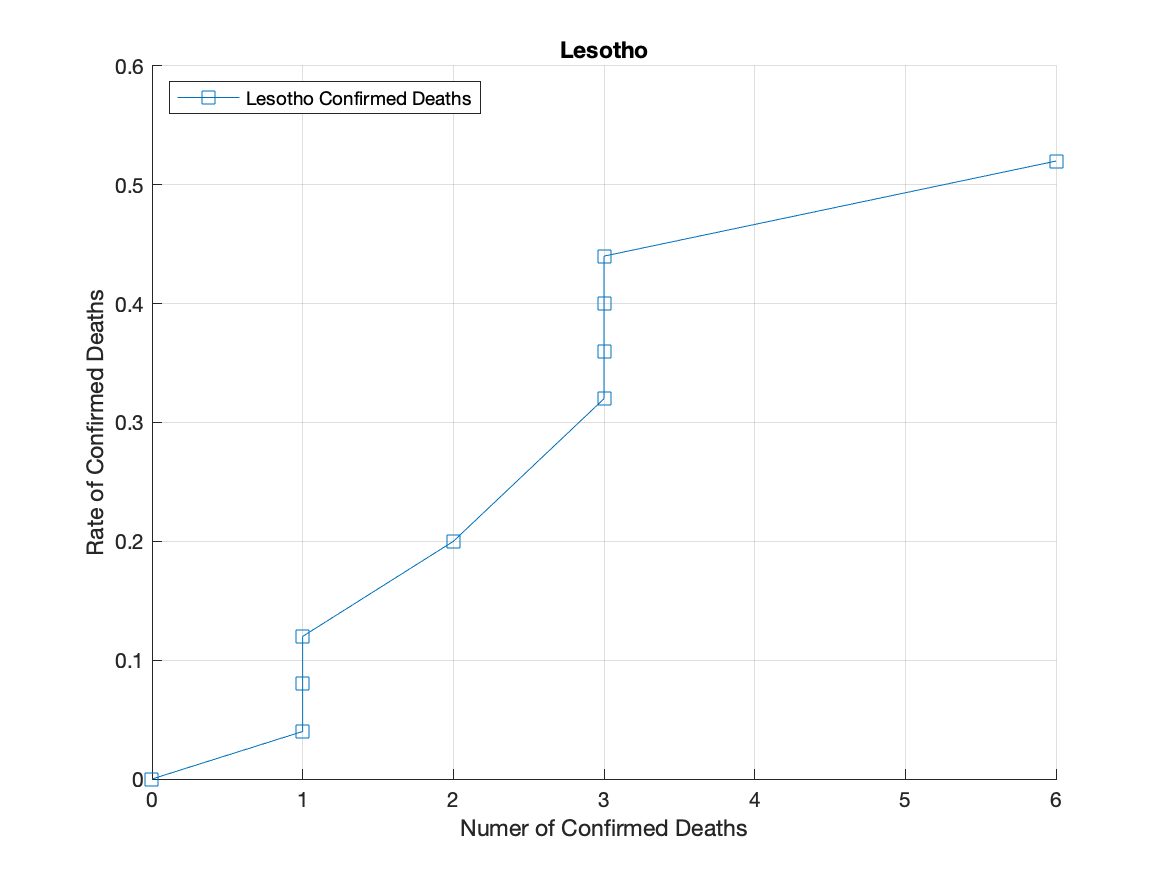 Lesotho
Lesotho Confirmed Deaths
0.6
0.5
0.4
0.3
0.2
0.1
0
Rate of Confirmed Deaths
0 1 2 3 4 5 6
Numer of Confirmed Deaths